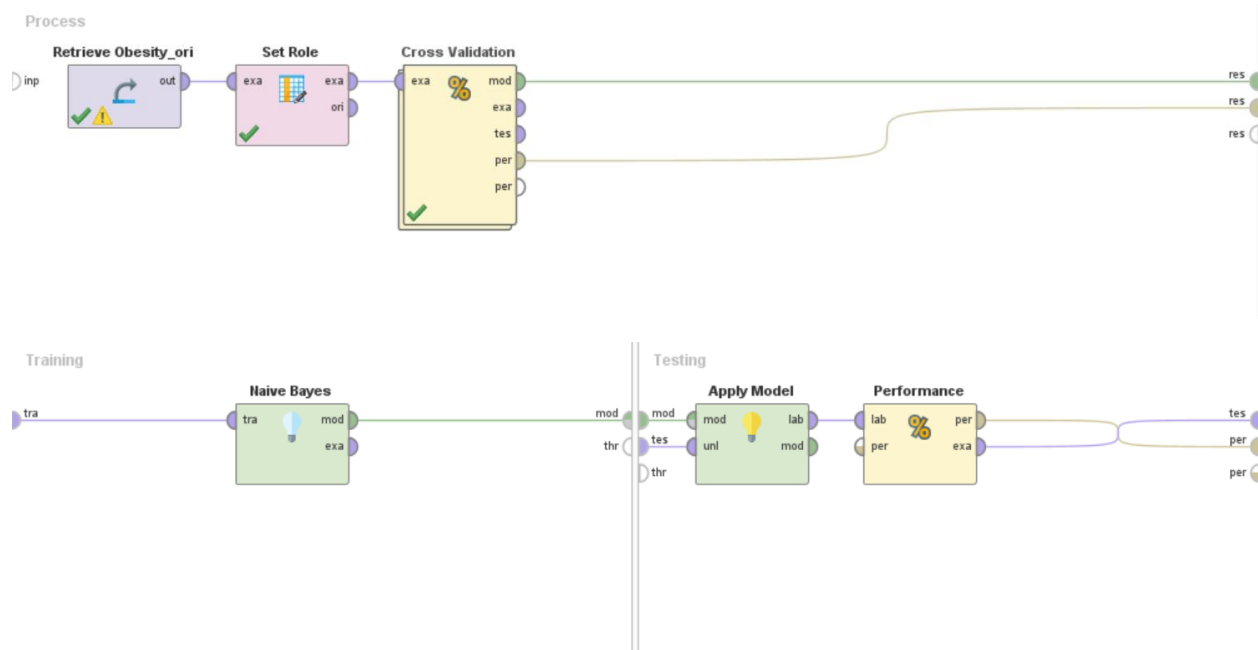 Process
Retrieve Obesity_ori Set Role Cross Validation
inp out exa exa exa mod res
ori exa res
tes res
per
per
Training Testing
Naive Bayes Apply Model Performance
tra tra mod mod mod mod lab lab per tes
exa thr tes unl mod per exa per
thr per